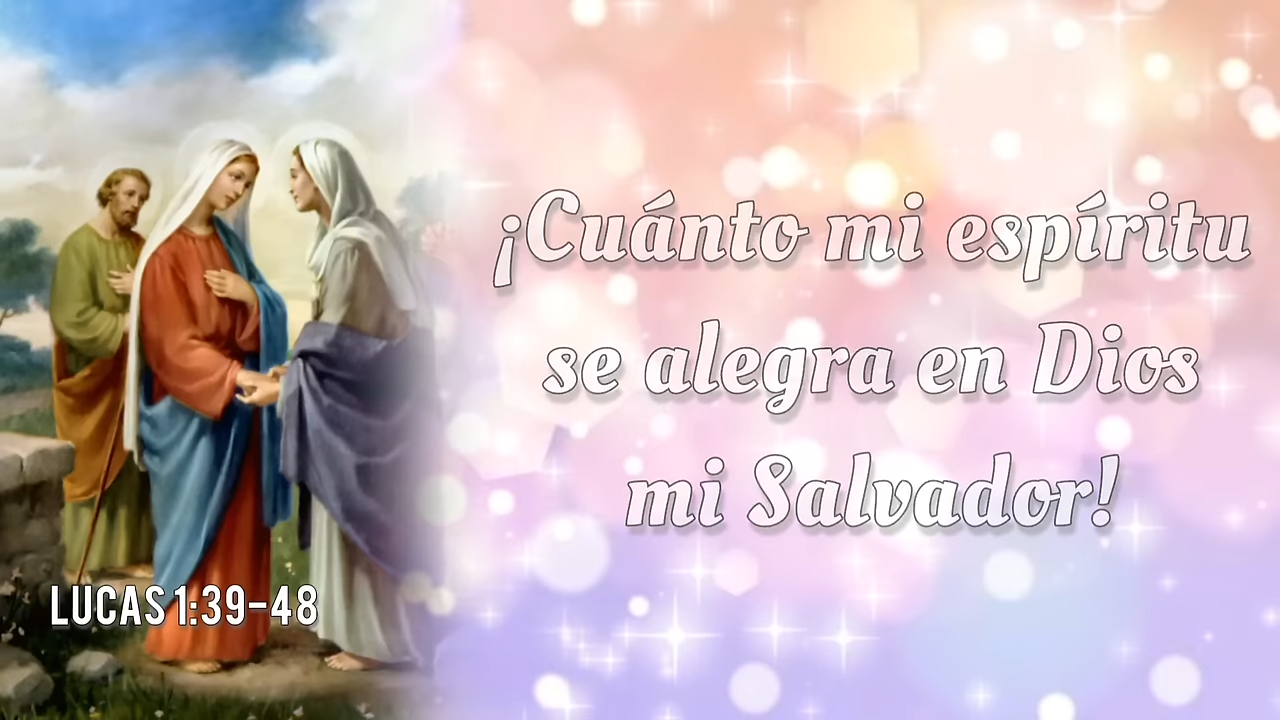 ¡Cuánto mi espíritu
se alegra en Dios
mi Salvador!
LUCAS 1:39-48